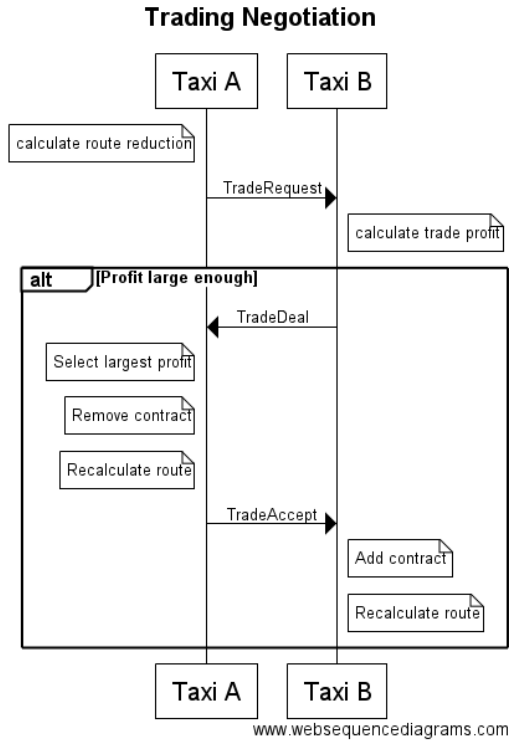 Trading Negotiation
Taxi A
Taxi B
calculate route reduction
TradeRequest
calculate trade profit
alt
[Profit large enough]
TradeDeal
Select largest profit
Remove contract
Recalculate route
TradeAccept
Add contract
Recalculate route
Taxi A
Taxi B
www.websequencediagrams.com